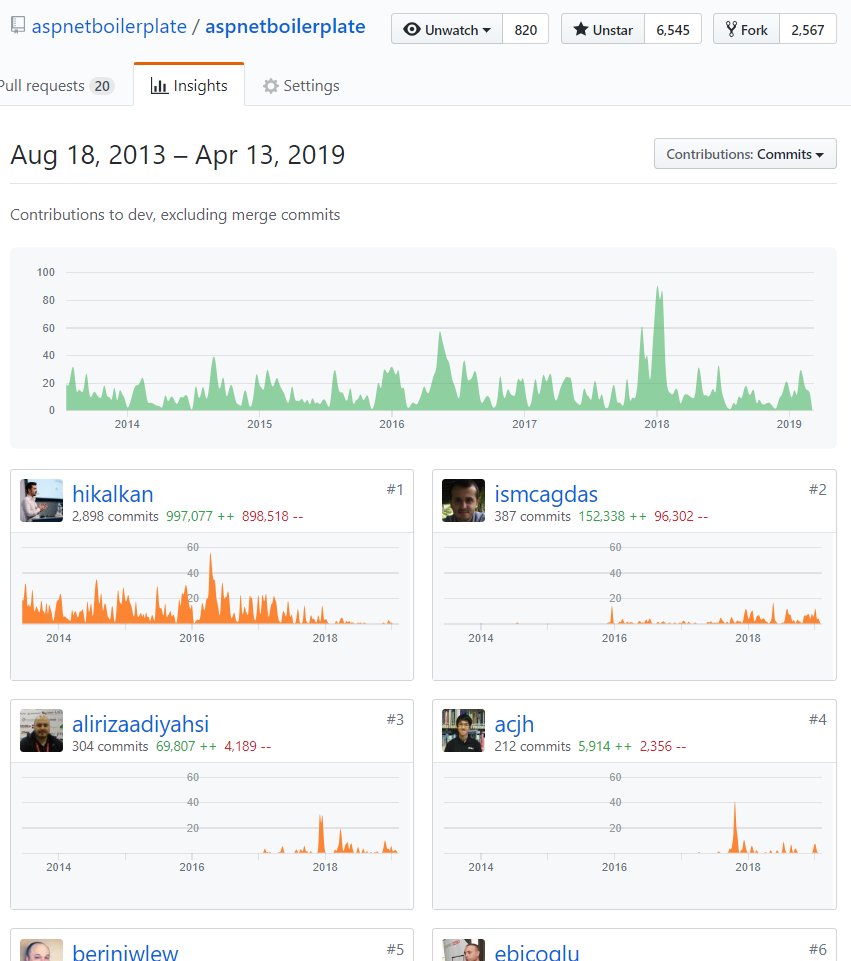 aspnetboilerplate / aspnetboilerplate Unwatch 820 Unstar 6,545 Fork 2,567
Pull requests 20 Insights Settings
Aug 18, 2013 – Apr 13, 2019 Contributions: Commits
Contributions to dev, excluding merge commits
100
80
60
40
20
0
2014 2015 2016 2017 2018 2019
hikalkan #1
2,898 commits 997,077 ++ 898,518 --
60
40
20
2014 2016 2018
ismcagdas #2
387 commits 152,338 ++ 96,302 --
60
40
20
2014 2016 2018
alirizaadiyahsi #3
304 commits 69,807 ++ 4,189 --
60
40
20
2014 2016 2018
acjh #4
212 commits 5,914 ++ 2,356 --
60
40
20
2014 2016 2018
beriniwlew #5
ebicoglu #6